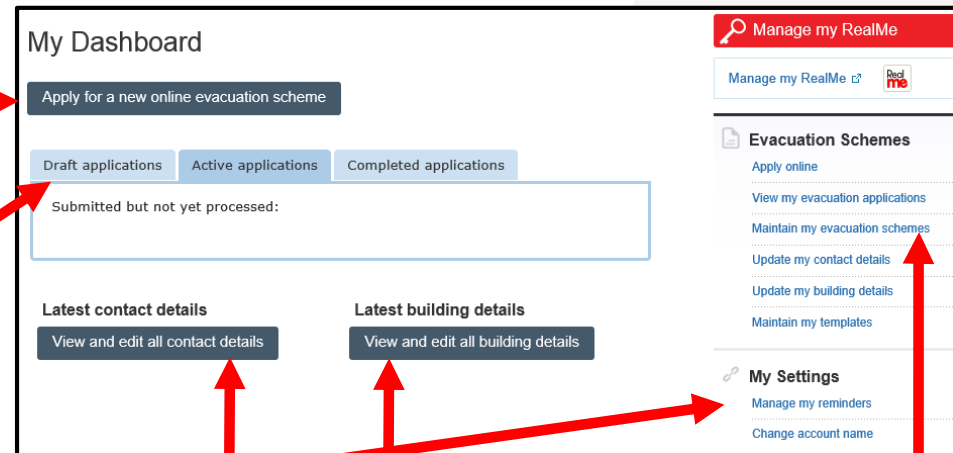 My Dashboard
Apply for a new online evacuation scheme
Draft applications
Active applications
Completed applications
Submitted but not yet processed:
Latest contact details
View and edit all contact details
Latest building details
View and edit all building details
Manage my RealMe
Manage my RealMe
Real
me
Evacuation Schemes
Apply online
View my evacuation applications
Maintain my evacuation schemes
Update my contact details
Update my building details
Maintain my templates
My Settings
Manage my reminders
Change account name